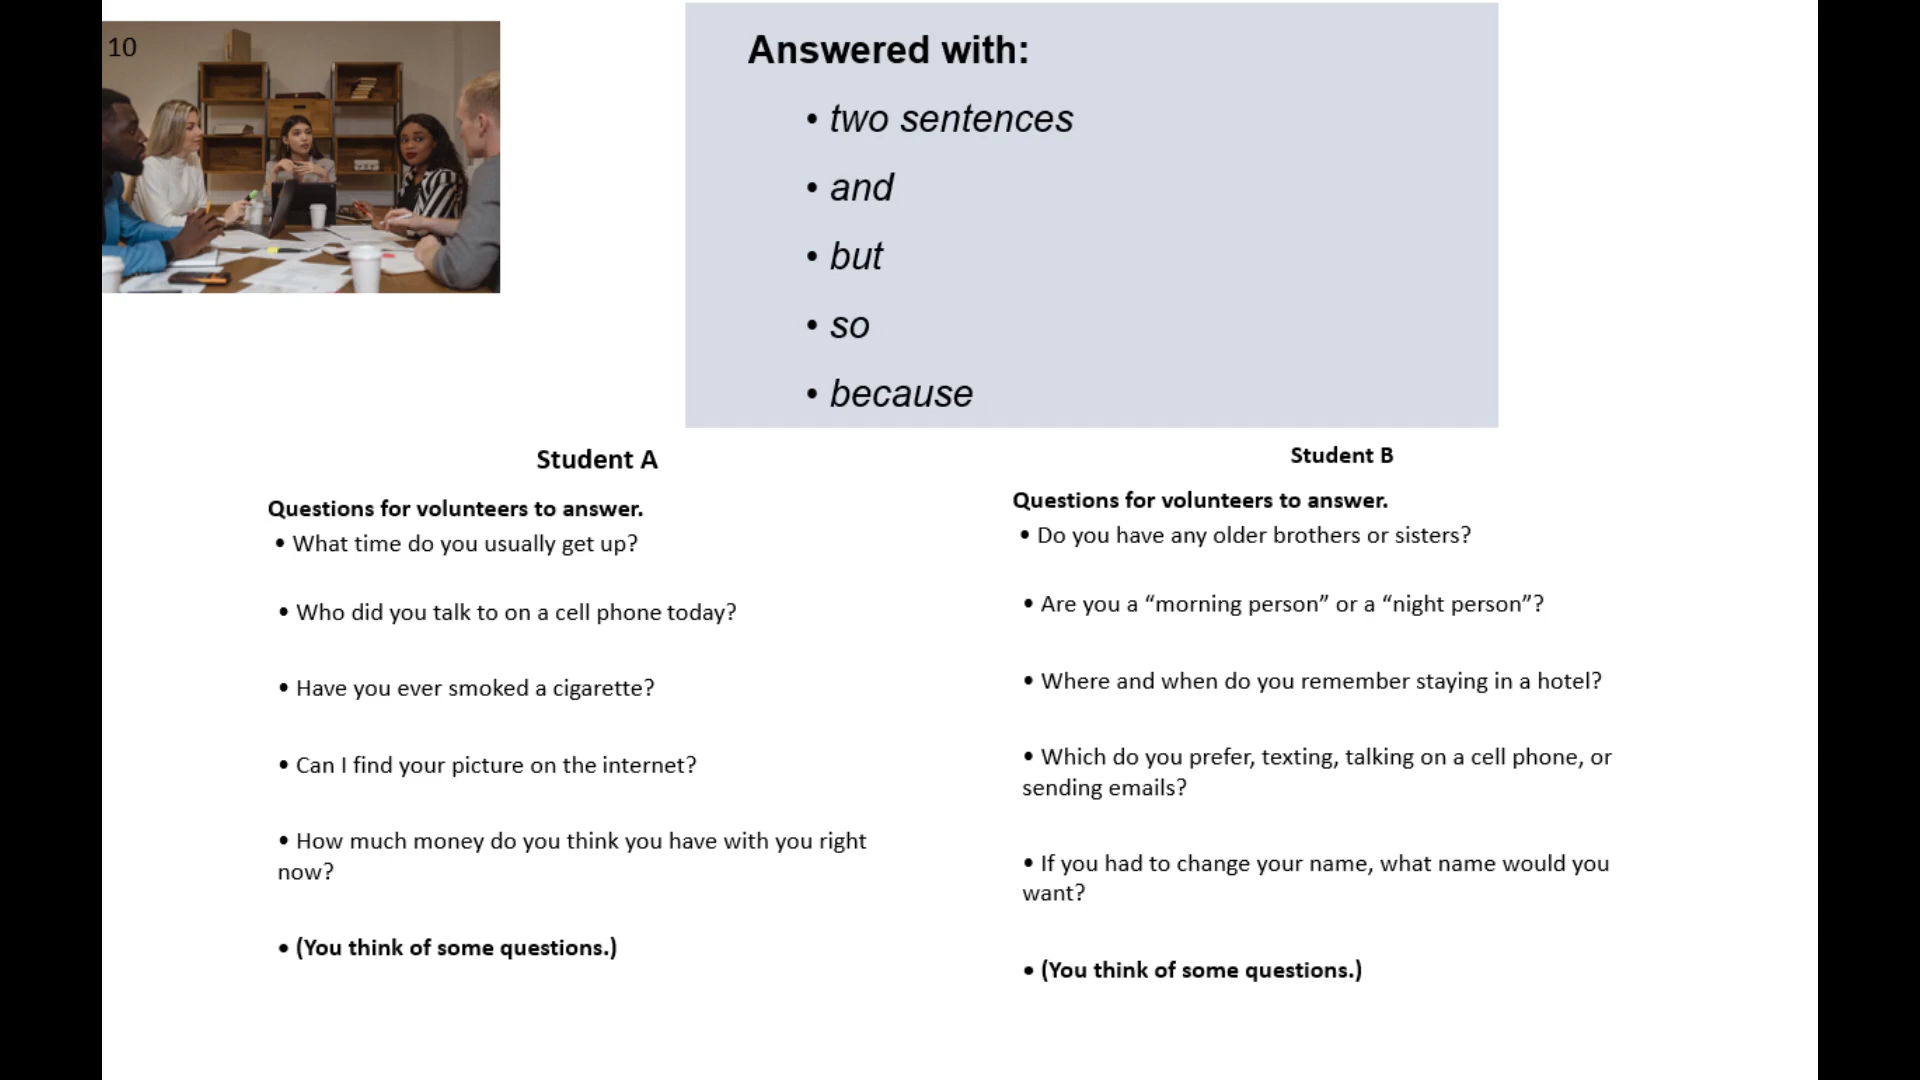 10
Answered with:
• two sentences
• and
• but
• so
• because
Student A
Questions for volunteers to answer.
• What time do you usually get up?
• Who did you talk to on a cell phone today?
• Have you ever smoked a cigarette?
• Can I find your picture on the internet?
• How much money do you think you have with you right
now?
• (You think of some questions.)
Student B
Questions for volunteers to answer.
• Do you have any older brothers or sisters?
• Are you a “morning person” or a “night person”?
• Where and when do you remember staying in a hotel?
• Which do you prefer, texting, talking on a cell phone, or
sending emails?
• If you had to change your name, what name would you
want?
• (You think of some questions.)